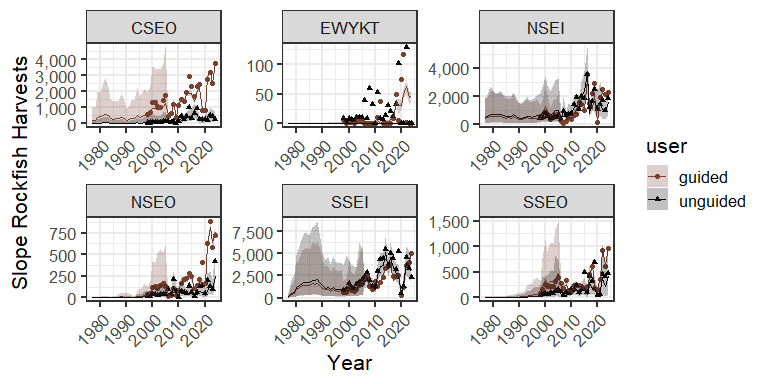 CSEO EWYKT NSEI
4,000
3,000
2,000
1,000
0
100
50
0
4,000
2,000
0
1980 1990 2000 2010 2020
1980 1990 2000 2010 2020
1980 1990 2000 2010 2020
NSEO SSEI SSEO
750
500
250
0
7,500
5,000
2,500
0
1,500
1,000
500
0
1980 1990 2000 2010 2020
1980 1990 2000 2010 2020
1980 1990 2000 2010 2020
Slope Rockfish Harvests
Year
user
guided
unguided